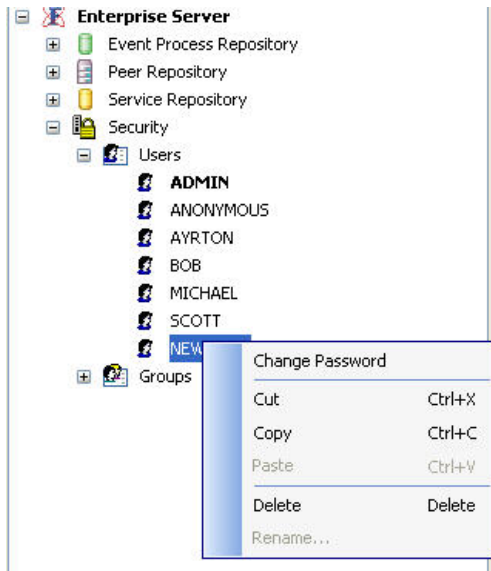 Enterprise Server
Event Process Repository
Peer Repository
Service Repository
Security
Users
ADMIN
ANONYMOUS
AYRTON
BOB
MICHAEL
SCOTT
NEW
Groups
Change Password
Cut Ctrl+X
Copy Ctrl+C
Paste Ctrl+V
Delete Delete
Rename...